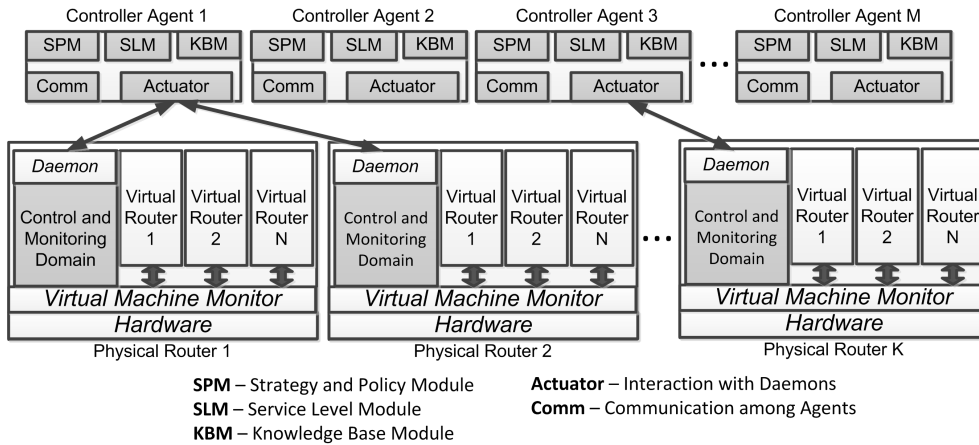 Controller Agent 1 Controller Agent 2 Controller Agent 3 Controller Agent M
SPM SLM KBM SPM SLM KBM SPM SLM KBM ... SPM SLM KBM
Comm Actuator Comm Actuator Comm Actuator Comm Actuator
Daemon Daemon Daemon
Control and Monitoring Domain Virtual Router 1 Virtual Router 2 Virtual Router N Control and Monitoring Domain Virtual Router 1 Virtual Router 2 Virtual Router N ... Control and Monitoring Domain Virtual Router 1 Virtual Router 2 Virtual Router N
Virtual Machine Monitor Virtual Machine Monitor Virtual Machine Monitor
Hardware Hardware Hardware
Physical Router 1 Physical Router 2 Physical Router K
SPM – Strategy and Policy Module Actuator – Interaction with Daemons
SLM – Service Level Module Comm – Communication among Agents
KBM – Knowledge Base Module